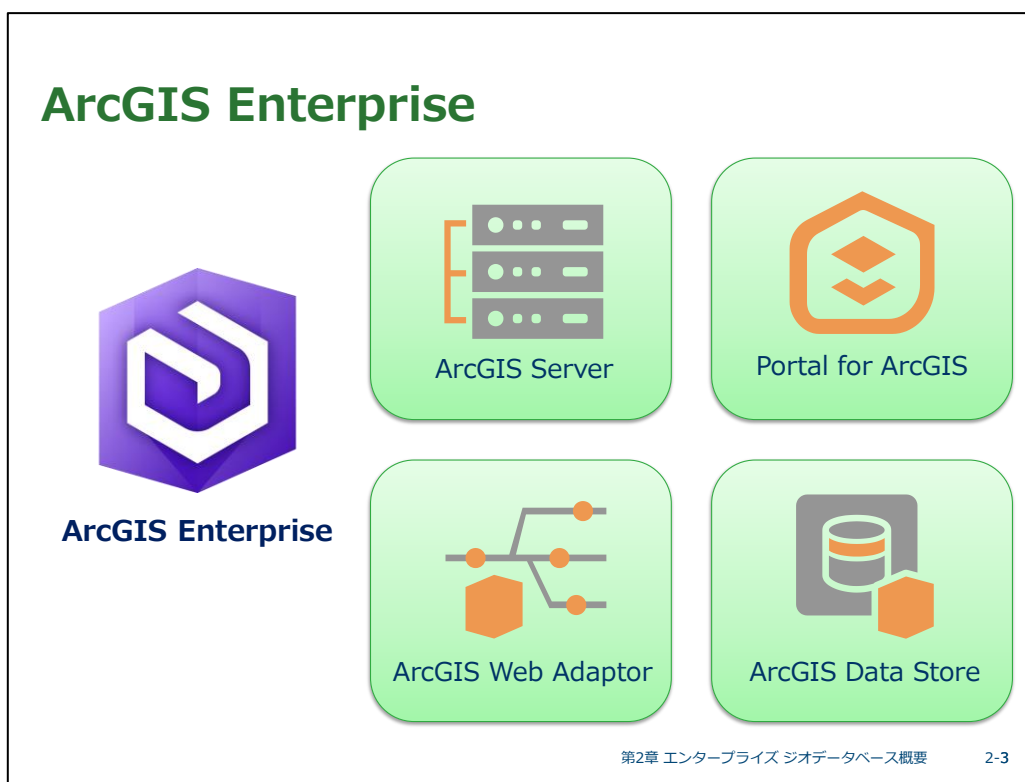 ArcGIS Enterprise
ArcGIS Server
Portal for ArcGIS
ArcGIS Enterprise
ArcGIS Web Adaptor
ArcGIS Data Store
第2章 エンタープライズ ジオデータベース概要 2-3